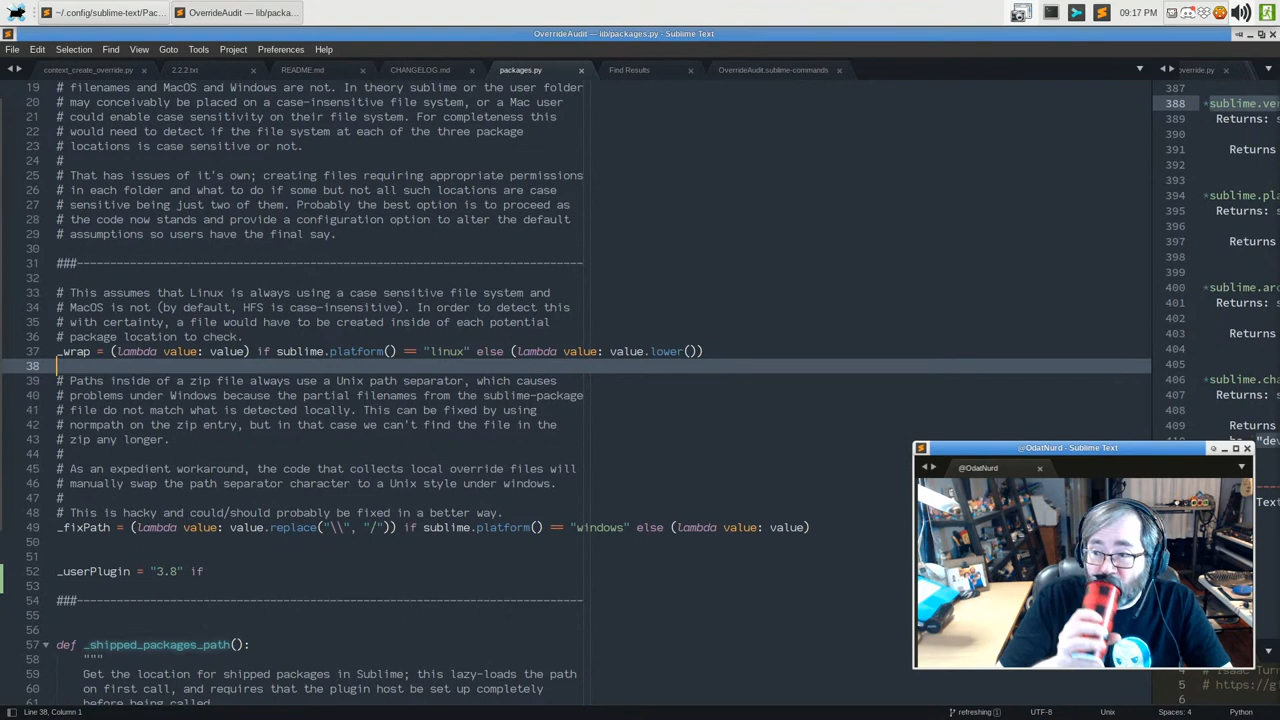 ~/.config/sublime-text/Pac...
OverrideAudit — lib/pac...
09:17 PM
OverrideAudit — lib/packages.py - Sublime Text
File Edit Selection Find View Goto Tools Project Preferences Help
context_create_override.py 2.2.2.txt README.md CHANGELOG.md packages.py Find Results OverrideAudit.sublime-commands override.py
19 # filenames and MacOS and Windows are not. In theory sublime or the user folder
20 # may conceivably be placed on a case-insensitive file system, or a Mac user
21 # could enable case sensitivity on their file system. For completeness this
22 # would need to detect if the file system at each of the three package
23 # locations is case sensitive or not.
24 #
25 # That has issues of it's own; creating files requiring appropriate permissions
26 # in each folder and what to do if some but not all such locations are case
27 # sensitive being just two of them. Probably the best option is to proceed as
28 # the code now stands and provide a configuration option to alter the default
29 # assumptions so users have the final say.
30
31 ###------------------------------------------------------------------------------
32
33 # This assumes that Linux is always using a case sensitive file system and
34 # MacOS is not (by default, HFS is case-insensitive). In order to detect this
35 # with certainty, a file would have to be created inside of each potential
36 # package location to check.
37 _wrap = (lambda value: value) if sublime.platform() == "linux" else (lambda value: value.lower())
38
39 # Paths inside of a zip file always use a Unix path separator, which causes
40 # problems under Windows because the partial filenames from the sublime-package
41 # file do not match what is detected locally. This can be fixed by using
42 # normpath on the zip entry, but in that case we can't find the file in the
43 # zip any longer.
44 #
45 # As an expedient workaround, the code that collects local override files will
46 # manually swap the path separator character to a Unix style under windows.
47 #
48 # This is hacky and could/should probably be fixed in a better way.
49 _fixPath = (lambda value: value.replace("\\", "/")) if sublime.platform() == "windows" else (lambda value: value)
50
51
52 _userPlugin = "3.8" if
53
54 ###------------------------------------------------------------------------------
55
56
57 def _shipped_packages_path():
58 """
59 Get the location for shipped packages in Sublime; this lazy-loads the path
60 on first call, and requires that the plugin host be set up completely
61 before being called.
387
388 *sublime.ver
389 Returns: s
390
391 Returns
392
393
394 *sublime.pla
395 Returns: s
396
397 Returns
398
399
400 *sublime.arc
401 Returns: s
402
403 Returns
404
405
406 *sublime.cha
407 Returns: s
408
409 Returns
@OdatNurd - Sublime Text
@OdatNurd
4 # Isaac Turn
5 # https://gi
6
Line 38, Column 1 refreshing UTF-8 Unix Spaces: 4 Python